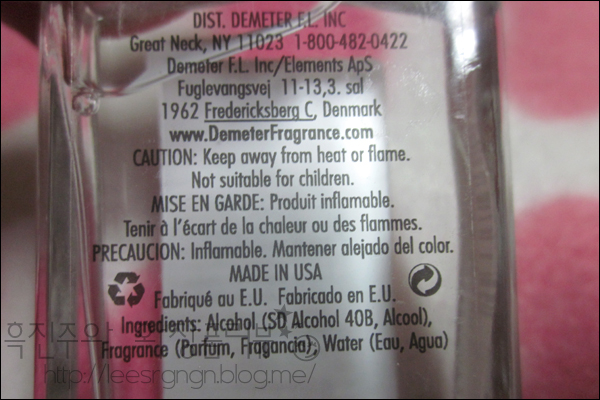 DIST. DEMETER F.L. INC
Great Neck, NY 11023 1-800-482-0422
Demeter F.L. Inc/Elements ApS
Fuglevangsvej 11-13,3. sal
1962 Fredericksberg C, Denmark
www.DemeterFragrance.com
CAUTION: Keep away from heat or flame.
Not suitable for children.
MISE EN GARDE: Produit inflamable.
Tenir à l'écart de la chaleur ou des flammes.
PRECAUCION: Inflamable. Mantener alejado del color.
MADE IN USA
Fabriqué au E.U. Fabricado en E.U.
Ingredients: Alcohol (SD Alcohol 40B, Alcool),
Fragrance (Parfum, Fragancia), Water (Eau, Agua)
흑진주와
http://leesrgngn.blog.me/